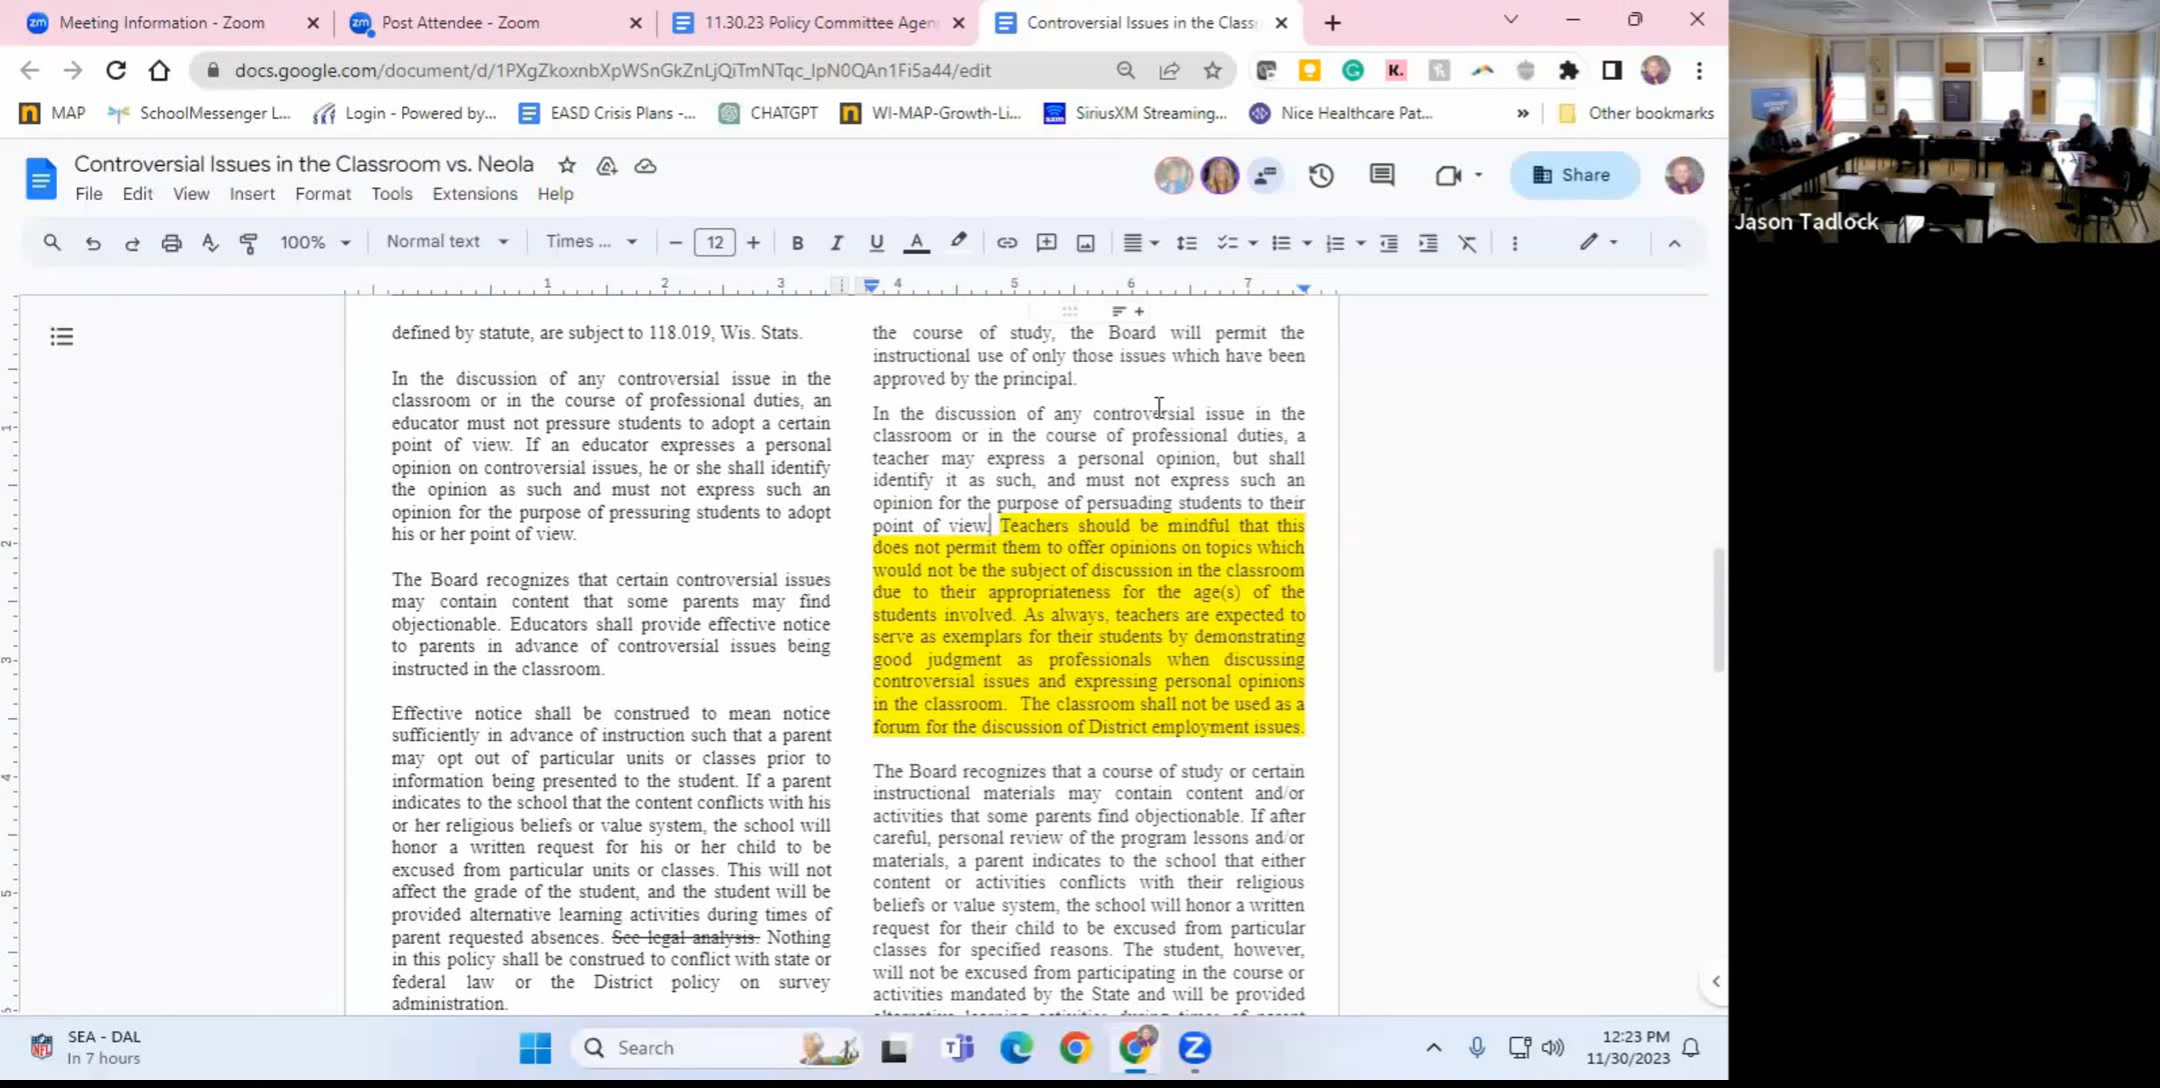 Meeting Information - Zoom
Post Attendee - Zoom
11.30.23 Policy Committee Agen
Controversial Issues in the Class
docs.google.com/document/d/1PXgZkoxnbXpWSnGkZnLjQiTmNTqc_IpN0QAn1Fi5a44/edit
MAP
SchoolMessenger L...
Login - Powered by...
EASD Crisis Plans -...
CHATGPT
WI-MAP-Growth-Li...
SiriusXM Streaming...
Nice Healthcare Pat...
»
Other bookmarks
Controversial Issues in the Classroom vs. Neola
File Edit View Insert Format Tools Extensions Help
Share
100%
Normal text
Times ...
12
1 2 3 4 5 6 7
defined by statute, are subject to 118.019, Wis. Stats.
In the discussion of any controversial issue in the
classroom or in the course of professional duties, an
educator must not pressure students to adopt a certain
point of view. If an educator expresses a personal
opinion on controversial issues, he or she shall identify
the opinion as such and must not express such an
opinion for the purpose of pressuring students to adopt
his or her point of view.
The Board recognizes that certain controversial issues
may contain content that some parents may find
objectionable. Educators shall provide effective notice
to parents in advance of controversial issues being
instructed in the classroom.
Effective notice shall be construed to mean notice
sufficiently in advance of instruction such that a parent
may opt out of particular units or classes prior to
information being presented to the student. If a parent
indicates to the school that the content conflicts with his
or her religious beliefs or value system, the school will
honor a written request for his or her child to be
excused from particular units or classes. This will not
affect the grade of the student, and the student will be
provided alternative learning activities during times of
parent requested absences. See legal analysis. Nothing
in this policy shall be construed to conflict with state or
federal law or the District policy on survey
administration.
the course of study, the Board will permit the
instructional use of only those issues which have been
approved by the principal.
In the discussion of any controversial issue in the
classroom or in the course of professional duties, a
teacher may express a personal opinion, but shall
identify it as such, and must not express such an
opinion for the purpose of persuading students to their
point of view. Teachers should be mindful that this
does not permit them to offer opinions on topics which
would not be the subject of discussion in the classroom
due to their appropriateness for the age(s) of the
students involved. As always, teachers are expected to
serve as exemplars for their students by demonstrating
good judgment as professionals when discussing
controversial issues and expressing personal opinions
in the classroom. The classroom shall not be used as a
forum for the discussion of District employment issues.
The Board recognizes that a course of study or certain
instructional materials may contain content and/or
activities that some parents find objectionable. If after
careful, personal review of the program lessons and/or
materials, a parent indicates to the school that either
content or activities conflicts with their religious
beliefs or value system, the school will honor a written
request for their child to be excused from particular
classes for specified reasons. The student, however,
will not be excused from participating in the course or
activities mandated by the State and will be provided
alternative learning activities during times of parent
Jason Tadlock
SEA - DAL
In 7 hours
Search
12:23 PM
11/30/2023